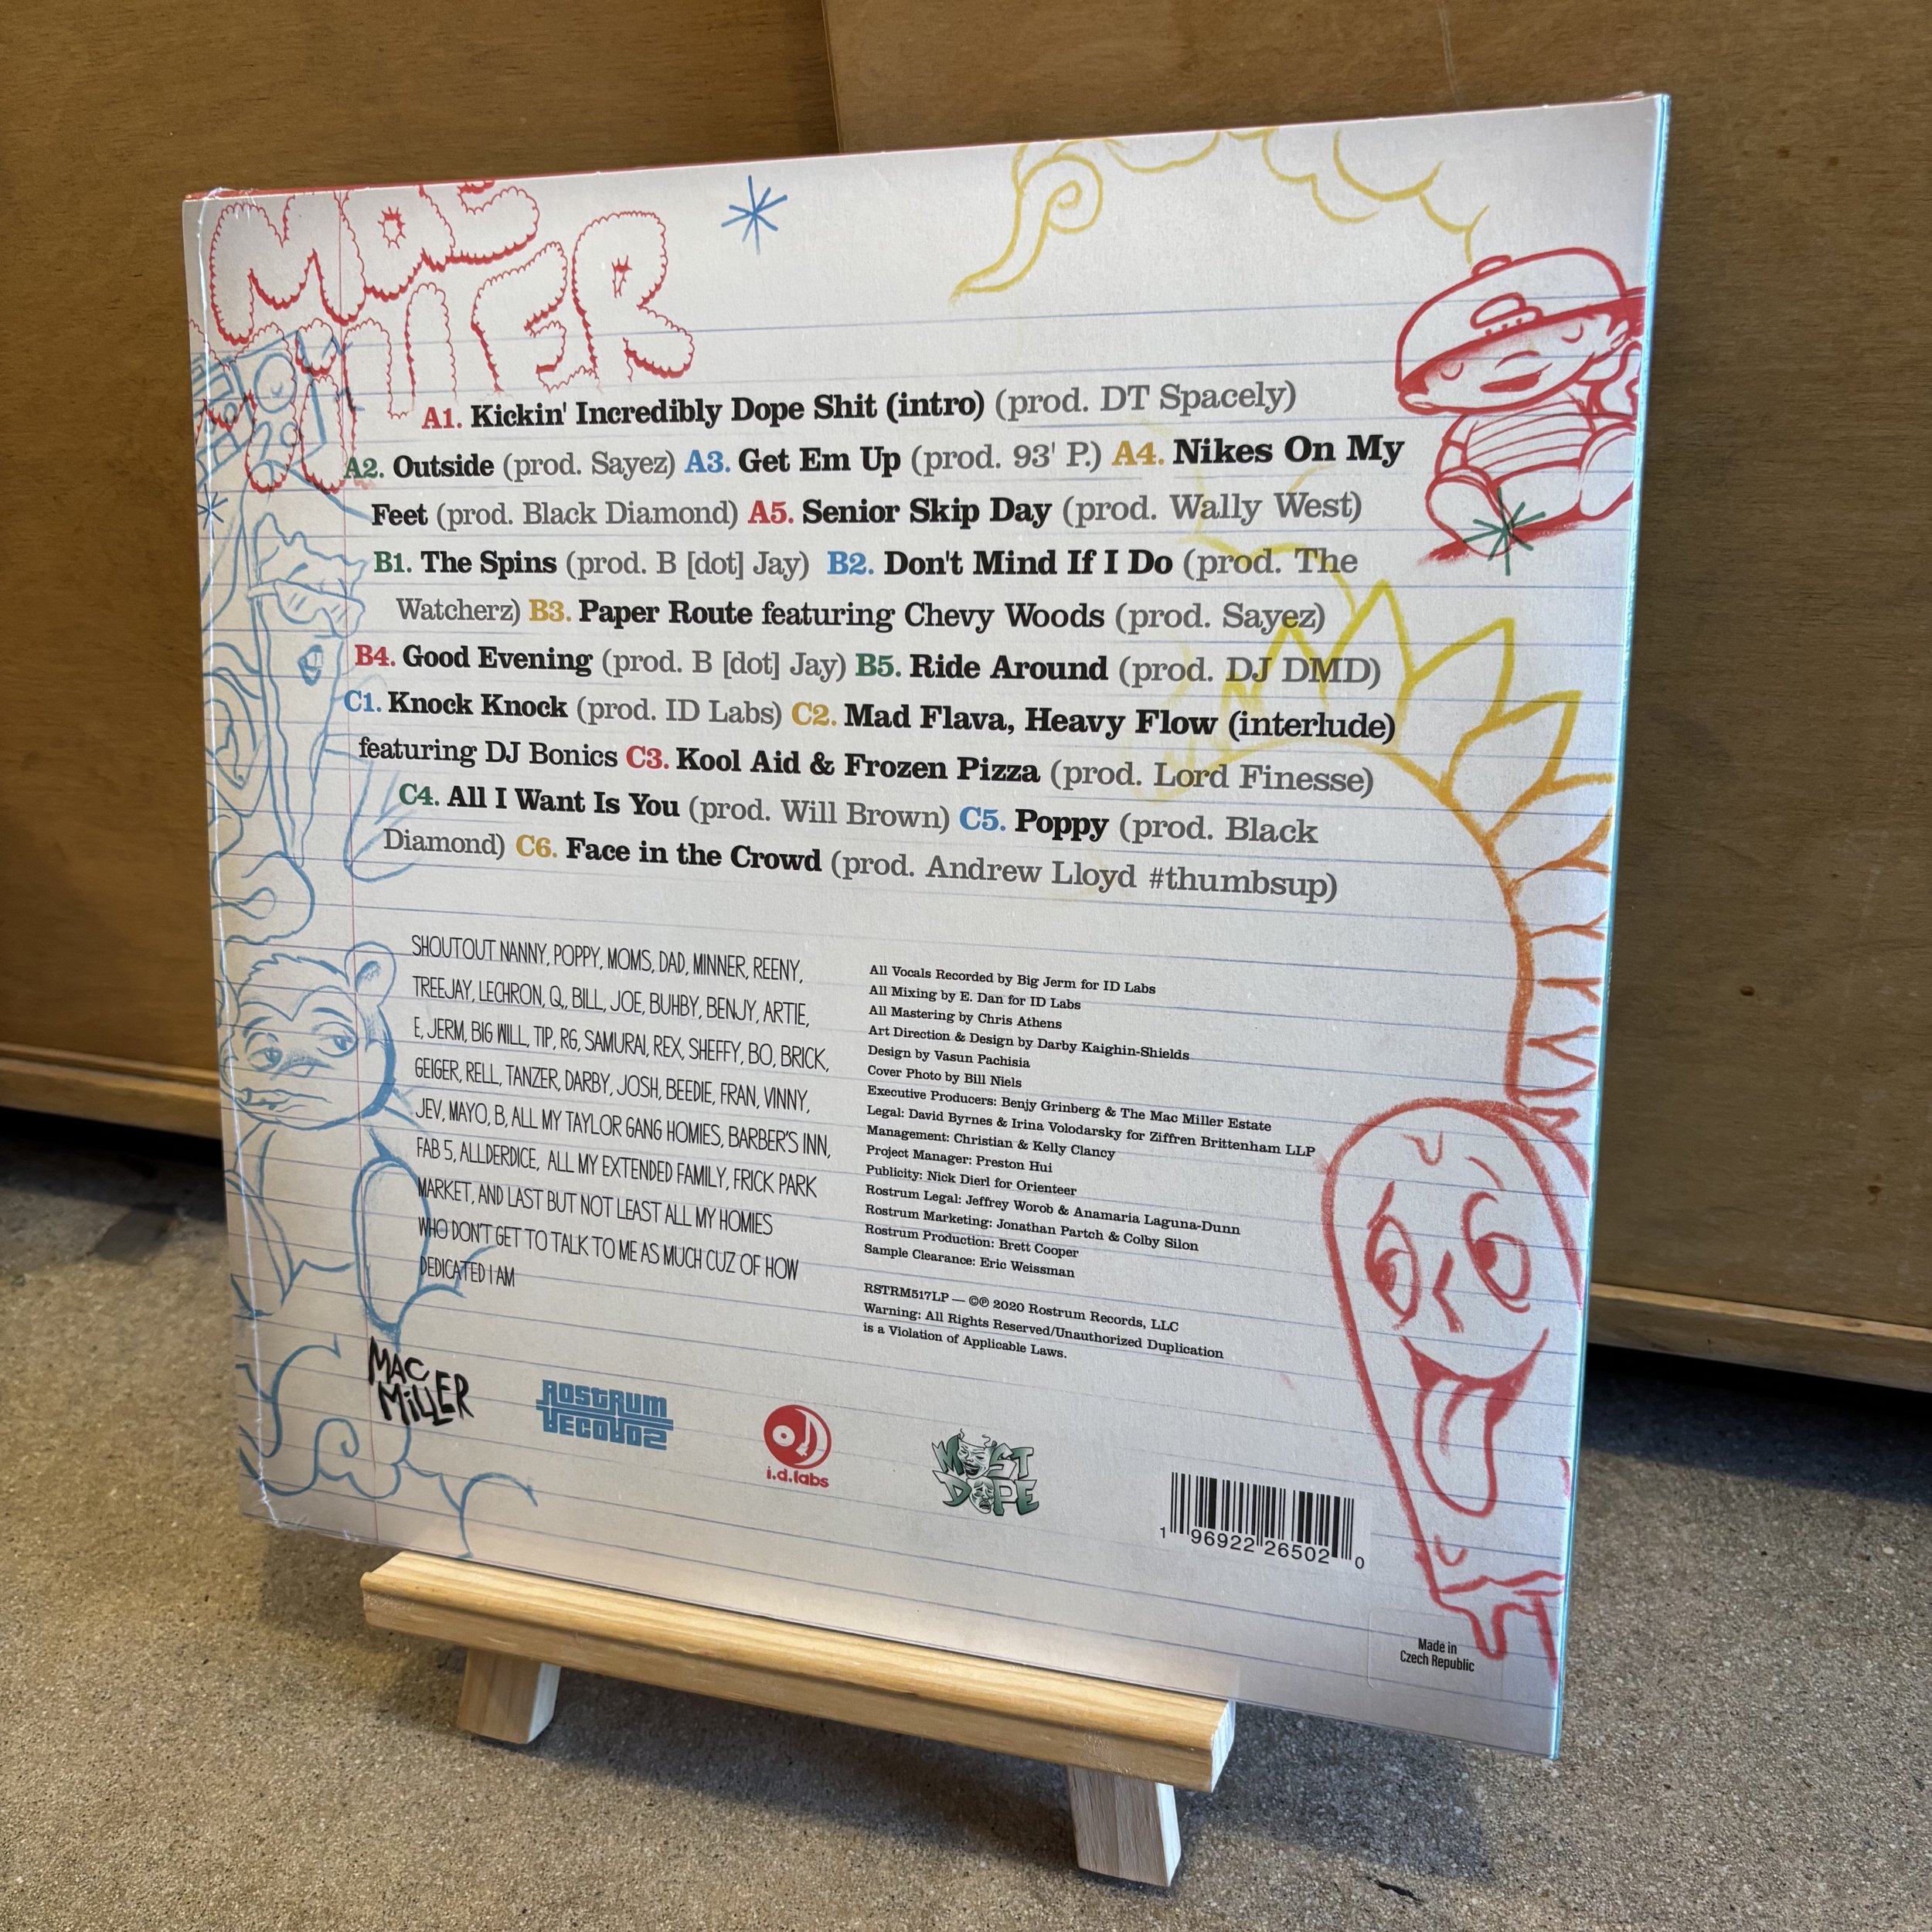 MAC
MILLER
A1. Kickin' Incredibly Dope Shit (intro) (prod. DT Spacely)
A2. Outside (prod. Sayez) A3. Get Em Up (prod. 93' P.) A4. Nikes On My
Feet (prod. Black Diamond) A5. Senior Skip Day (prod. Wally West)
B1. The Spins (prod. B [dot] Jay) B2. Don't Mind If I Do (prod. The
Watcherz) B3. Paper Route featuring Chevy Woods (prod. Sayez)
B4. Good Evening (prod. B [dot] Jay) B5. Ride Around (prod. DJ DMD)
C1. Knock Knock (prod. ID Labs) C2. Mad Flava, Heavy Flow (interlude)
featuring DJ Bonics C3. Kool Aid & Frozen Pizza (prod. Lord Finesse)
C4. All I Want Is You (prod. Will Brown) C5. Poppy (prod. Black
Diamond) C6. Face in the Crowd (prod. Andrew Lloyd #thumbsup)
SHOUTOUT NANNY, POPPY, MOMS, DAD, MINNER, REENY,
TREEJAY, LECHRON, Q,, BILL, JOE, BUHBY, BENJY, ARTIE,
E, JERM, BIG WILL, TIP, RG, SAMURAI, REX, SHEFFY, BO, BRICK,
GEIGER, RELL, TANZER, DARBY, JOSH, BEEDIE, FRAN, VINNY,
JEV, MAYO, B, ALL MY TAYLOR GANG HOMIES, BARBER'S INN,
FAB 5, ALLDERDICE, ALL MY EXTENDED FAMILY, FRICK PARK
MARKET, AND LAST BUT NOT LEAST ALL MY HOMIES
WHO DON'T GET TO TALK TO ME AS MUCH CUZ OF HOW
DEDICATED I AM
All Vocals Recorded by Big Jerm for ID Labs
All Mixing by E. Dan for ID Labs
All Mastering by Chris Athens
Art Direction & Design by Darby Kaighin-Shields
Design by Vasun Pachisia
Cover Photo by Bill Niels
Executive Producers: Benjy Grinberg & The Mac Miller Estate
Legal: David Byrnes & Irina Volodarsky for Ziffren Brittenham LLP
Management: Christian & Kelly Clancy
Project Manager: Preston Hui
Publicity: Nick Dierl for Orienteer
Rostrum Legal: Jeffrey Worob & Anamaria Laguna-Dunn
Rostrum Marketing: Jonathan Partch & Colby Silon
Rostrum Production: Brett Cooper
Sample Clearance: Eric Weissman
RSTRM517LP — ©℗ 2020 Rostrum Records, LLC
Warning: All Rights Reserved/Unauthorized Duplication
is a Violation of Applicable Laws.
MAC
MILLER
ROSTRUM
RECORDS
i.d.labs
MOST
DOPE
1 96922 26502 0
Made in
Czech Republic